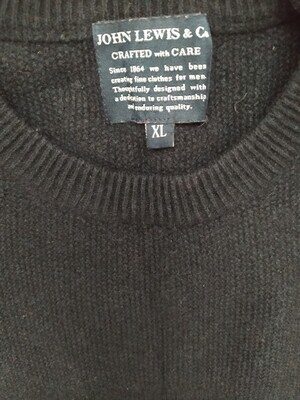 JOHN LEWIS & Co
CRAFTED with CARE
Since 1864 we have been
creating fine clothes for men.
Thoughtfully designed with
a dedication to craftsmanship
and enduring quality.
XL